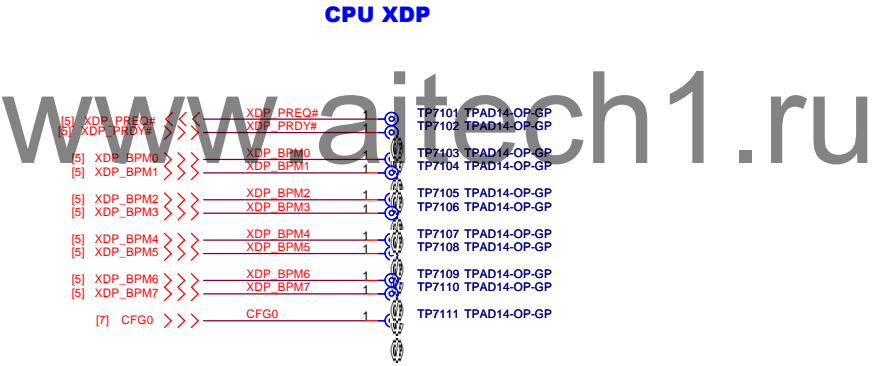 CPU XDP
www.aitech1.ru
[5] XDP_PREQ# XDP_PREQ# 1 TP7101 TPAD14-OP-GP
[5] XDP_PRDY# XDP_PRDY# TP7102 TPAD14-OP-GP
[5] XDP_BPM0 XDP_BPM0 1 TP7103 TPAD14-OP-GP
[5] XDP_BPM1 XDP_BPM1 1 TP7104 TPAD14-OP-GP
[5] XDP_BPM2 XDP_BPM2 1 TP7105 TPAD14-OP-GP
[5] XDP_BPM3 XDP_BPM3 1 TP7106 TPAD14-OP-GP
[5] XDP_BPM4 XDP_BPM4 1 TP7107 TPAD14-OP-GP
[5] XDP_BPM5 XDP_BPM5 1 TP7108 TPAD14-OP-GP
[5] XDP_BPM6 XDP_BPM6 1 TP7109 TPAD14-OP-GP
[5] XDP_BPM7 XDP_BPM7 1 TP7110 TPAD14-OP-GP
[7] CFG0 CFG0 1 TP7111 TPAD14-OP-GP